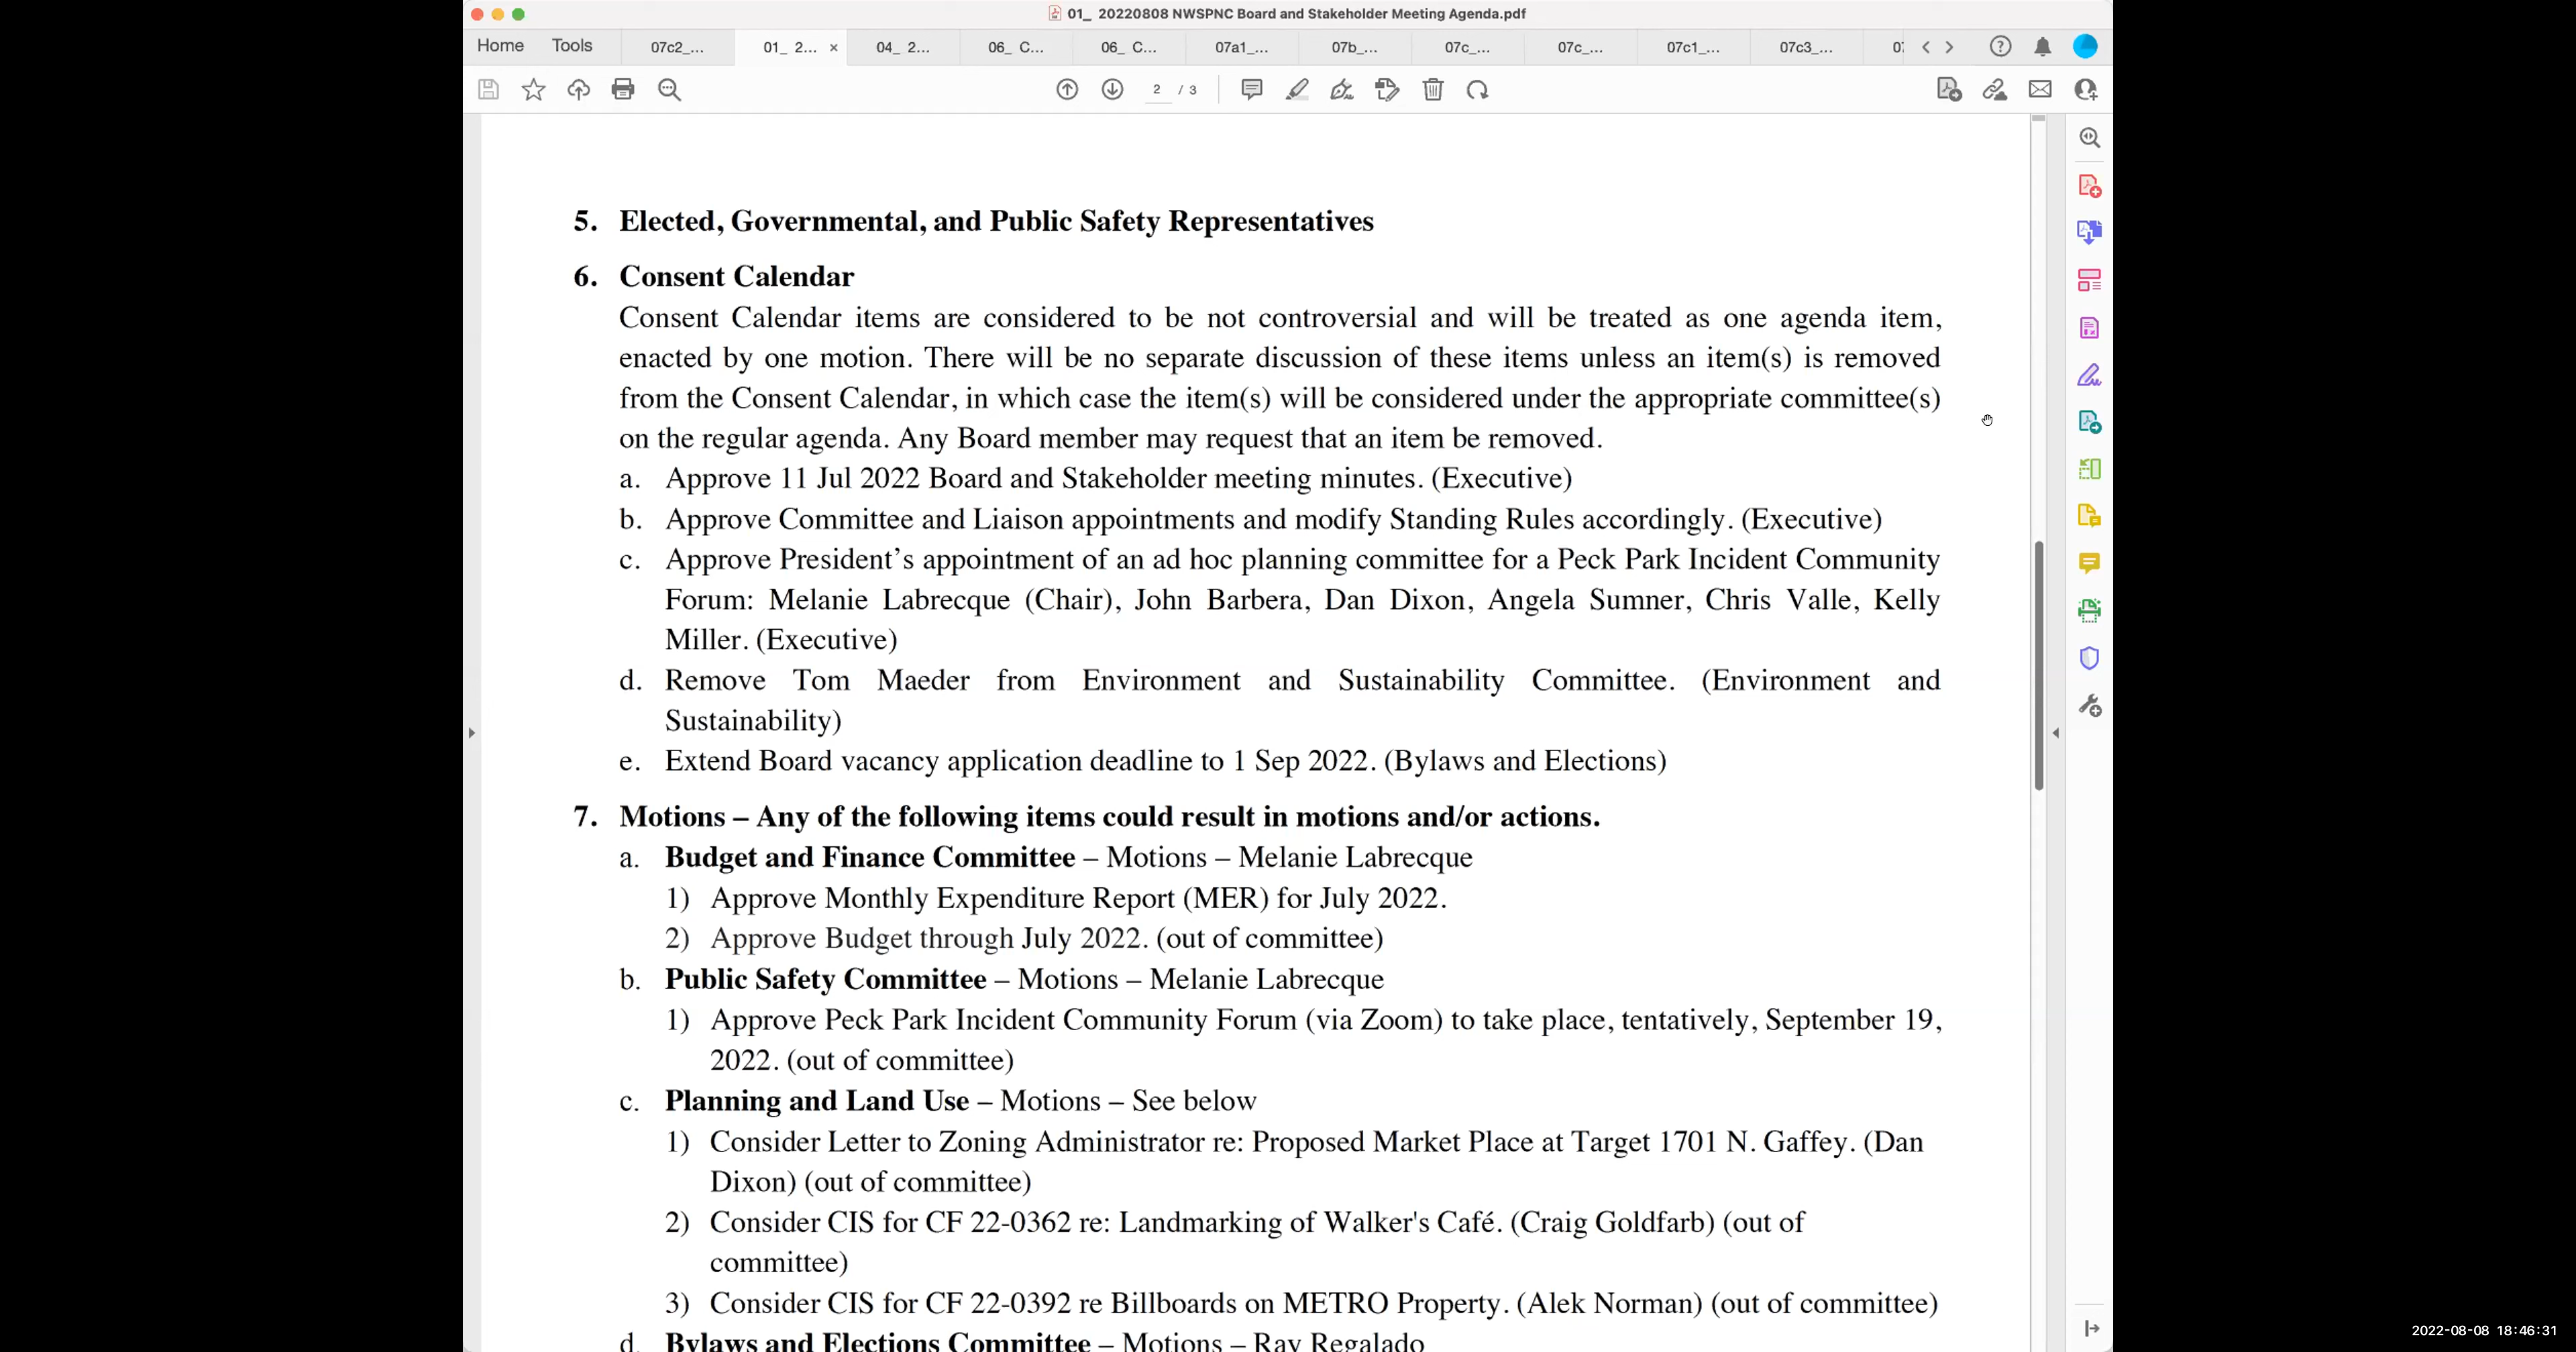 01_ 20220808 NWSPNC Board and Stakeholder Meeting Agenda.pdf
Home Tools 07c2_... 01_ 2... × 04_ 2... 06_ C... 06_ C... 07a1_... 07b_... 07c_... 07c_... 07c1_... 07c3_...
2 / 3
5. Elected, Governmental, and Public Safety Representatives
6. Consent Calendar
Consent Calendar items are considered to be not controversial and will be treated as one agenda item,
enacted by one motion. There will be no separate discussion of these items unless an item(s) is removed
from the Consent Calendar, in which case the item(s) will be considered under the appropriate committee(s)
on the regular agenda. Any Board member may request that an item be removed.
a. Approve 11 Jul 2022 Board and Stakeholder meeting minutes. (Executive)
b. Approve Committee and Liaison appointments and modify Standing Rules accordingly. (Executive)
c. Approve President’s appointment of an ad hoc planning committee for a Peck Park Incident Community
Forum: Melanie Labrecque (Chair), John Barbera, Dan Dixon, Angela Sumner, Chris Valle, Kelly
Miller. (Executive)
d. Remove Tom Maeder from Environment and Sustainability Committee. (Environment and
Sustainability)
e. Extend Board vacancy application deadline to 1 Sep 2022. (Bylaws and Elections)
7. Motions – Any of the following items could result in motions and/or actions.
a. Budget and Finance Committee – Motions – Melanie Labrecque
1) Approve Monthly Expenditure Report (MER) for July 2022.
2) Approve Budget through July 2022. (out of committee)
b. Public Safety Committee – Motions – Melanie Labrecque
1) Approve Peck Park Incident Community Forum (via Zoom) to take place, tentatively, September 19,
2022. (out of committee)
c. Planning and Land Use – Motions – See below
1) Consider Letter to Zoning Administrator re: Proposed Market Place at Target 1701 N. Gaffey. (Dan
Dixon) (out of committee)
2) Consider CIS for CF 22-0362 re: Landmarking of Walker's Café. (Craig Goldfarb) (out of
committee)
3) Consider CIS for CF 22-0392 re Billboards on METRO Property. (Alek Norman) (out of committee)
d. Bylaws and Elections Committee – Motions – Ray Regalado
2022-08-08 18:46:31